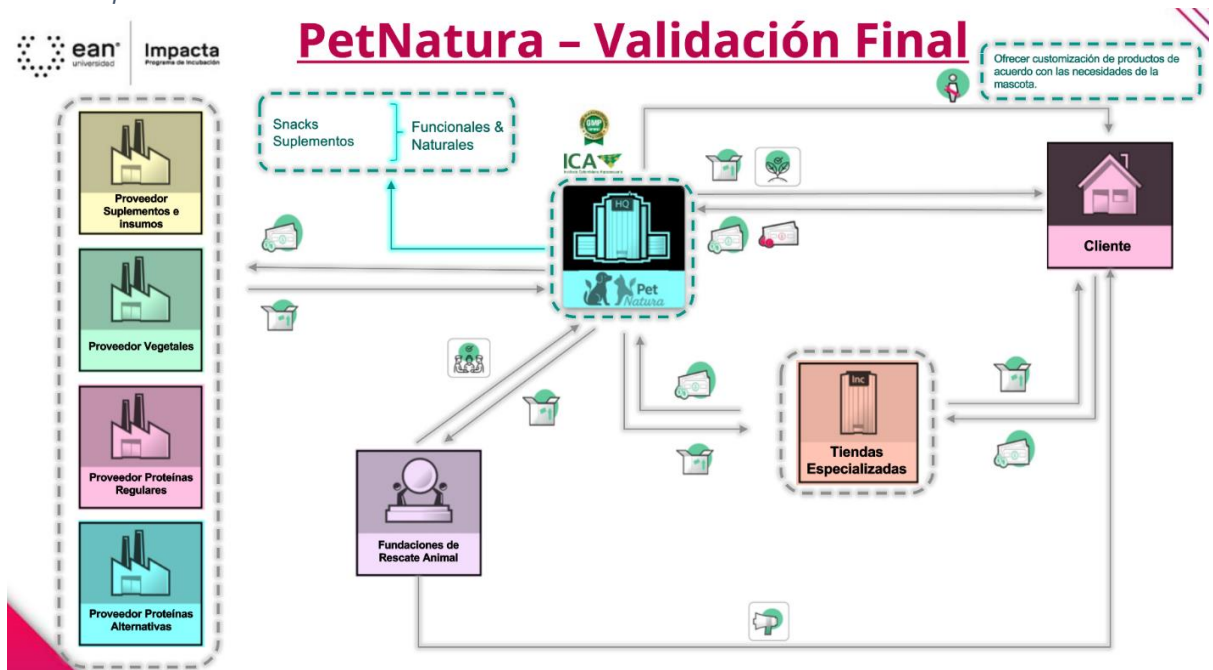 ean
universidad
Impacta
Programa de Incubación
PetNatura – Validación Final
Ofrecer customización de productos de
acuerdo con las necesidades de la
mascota.
Snacks
Suplementos
Funcionales &
Naturales
GMP
ICA
HQ
Pet
Natura
Cliente
Proveedor
Suplementos e
insumos
Proveedor Vegetales
Proveedor Proteínas
Regulares
Proveedor Proteínas
Alternativas
Inc
Tiendas
Especializadas
Fundaciones de
Rescate Animal